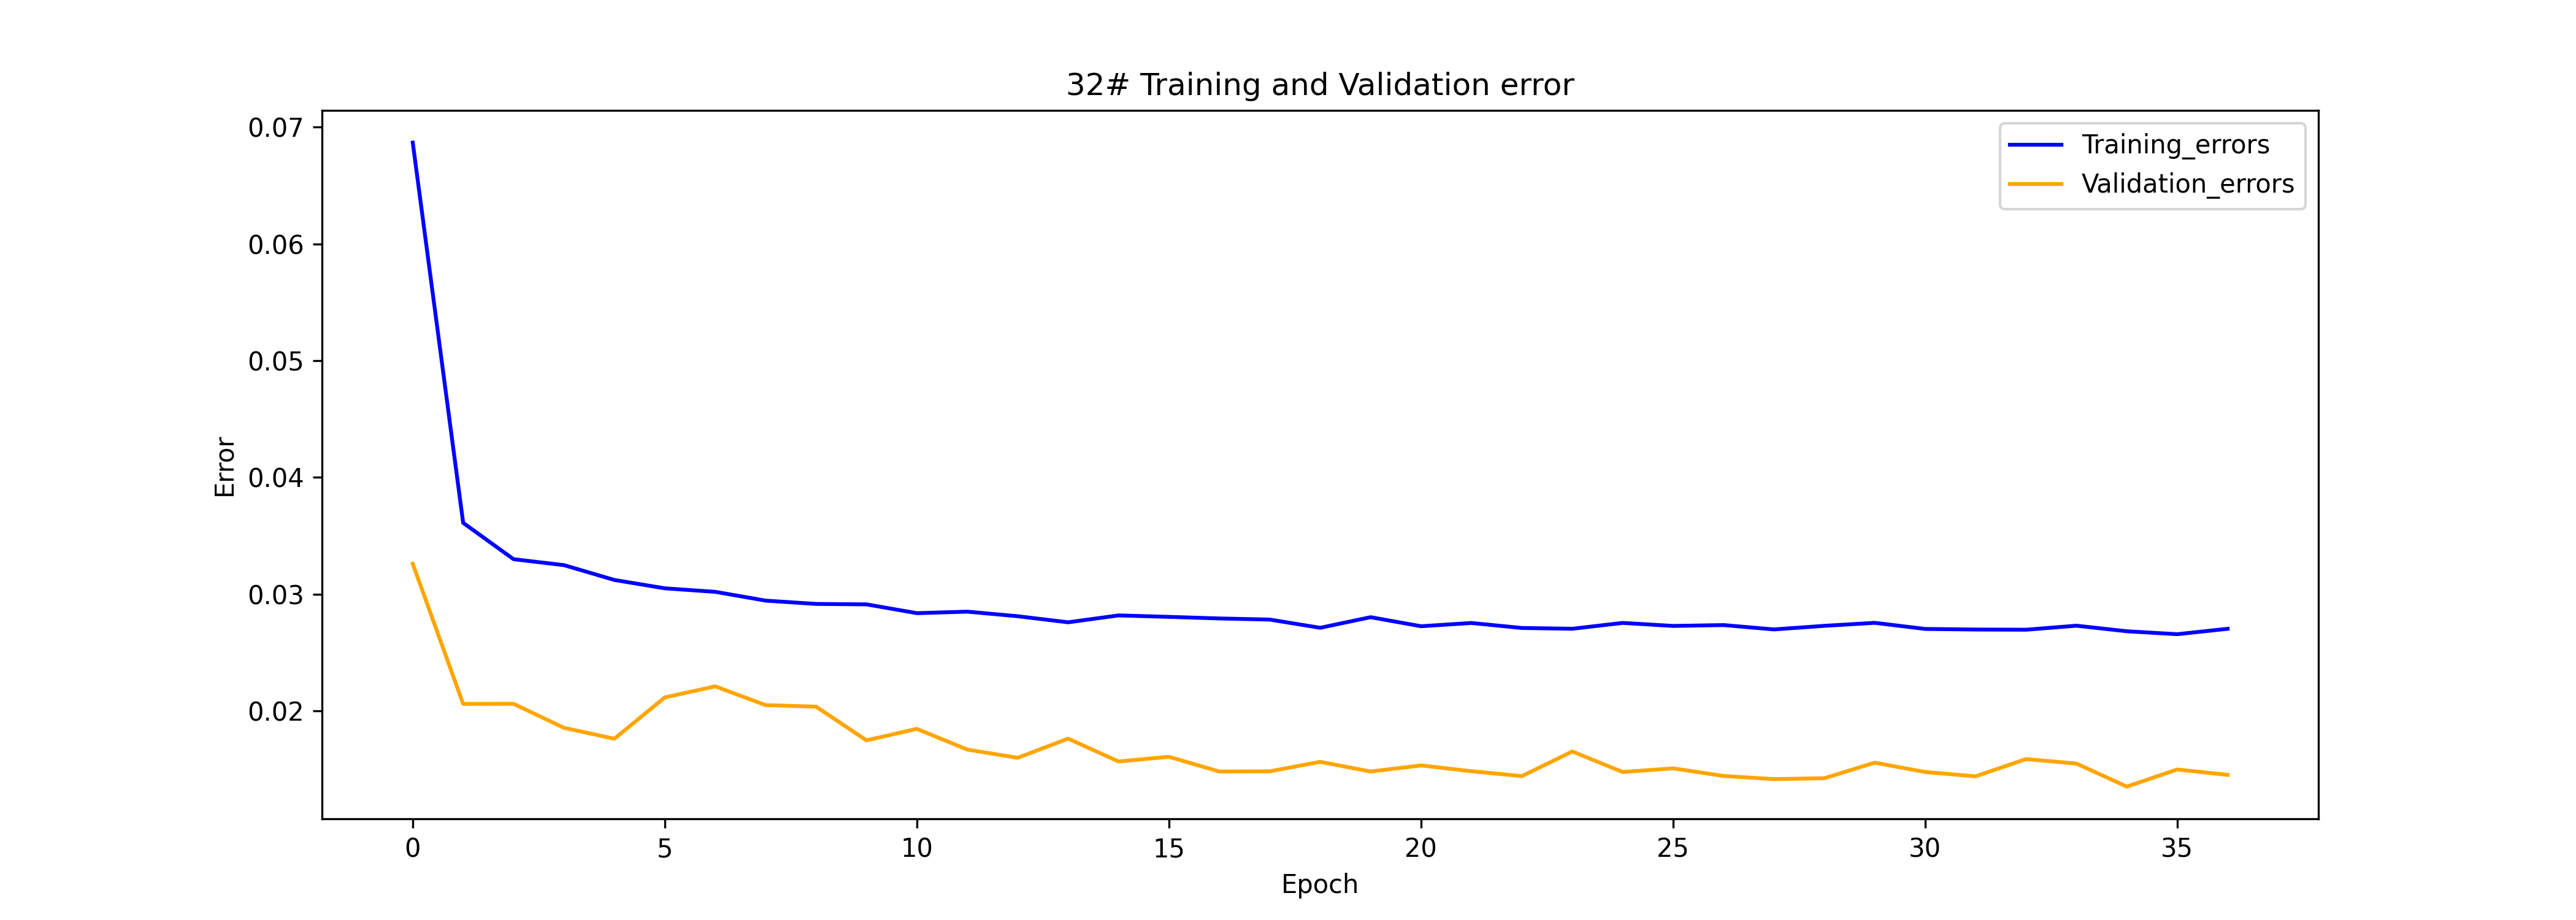 32# Training and Validation error
Training_errors
Validation_errors
Error
0.07
0.06
0.05
0.04
0.03
0.02
0 5 10 15 20 25 30 35
Epoch